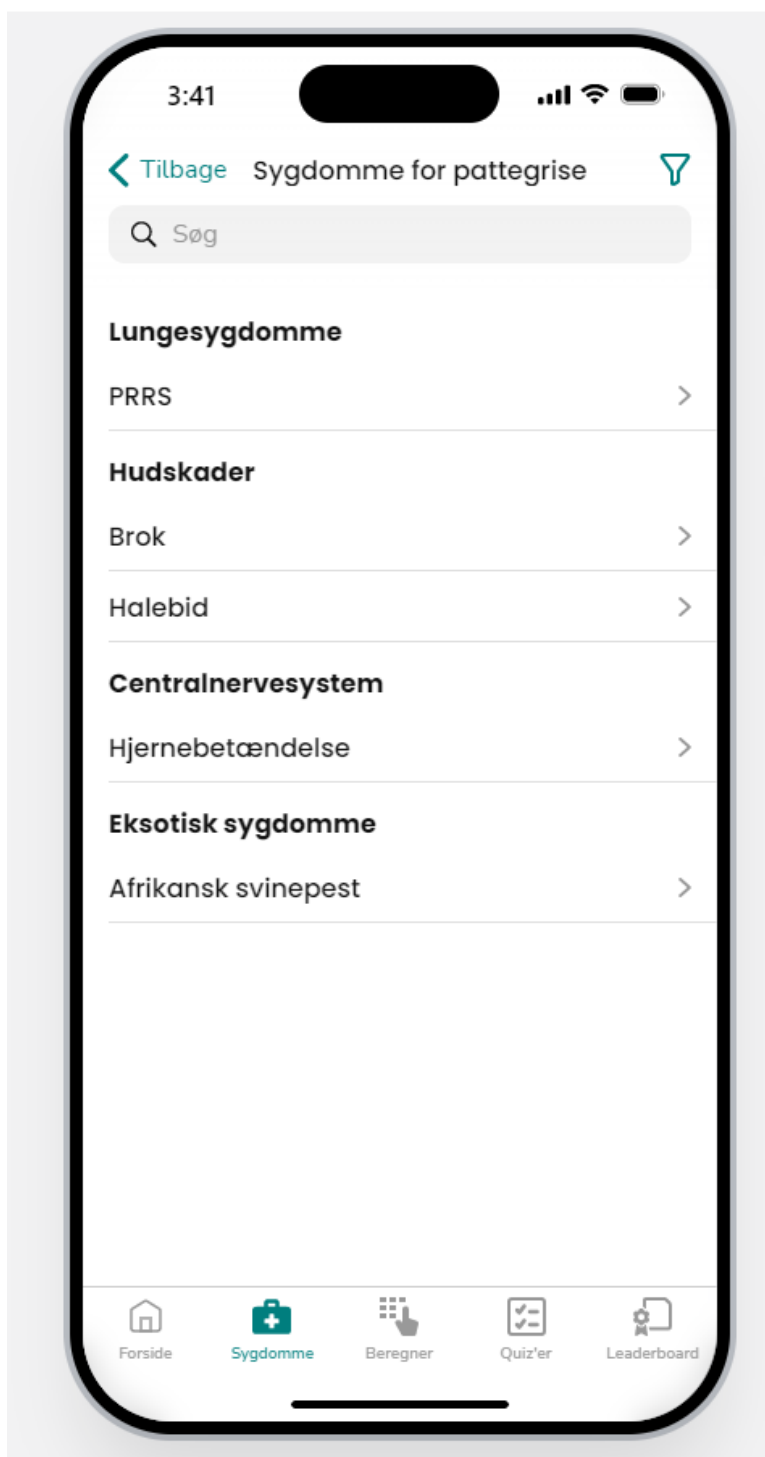 3:41
Tilbage Sygdomme for pattegrise
Søg
Lungesygdomme
PRRS
Hudskader
Brok
Halebid
Centralnervesystem
Hjernebetændelse
Eksotisk sygdomme
Afrikansk svinepest
Forside Sygdomme Beregner Quiz'er Leaderboard